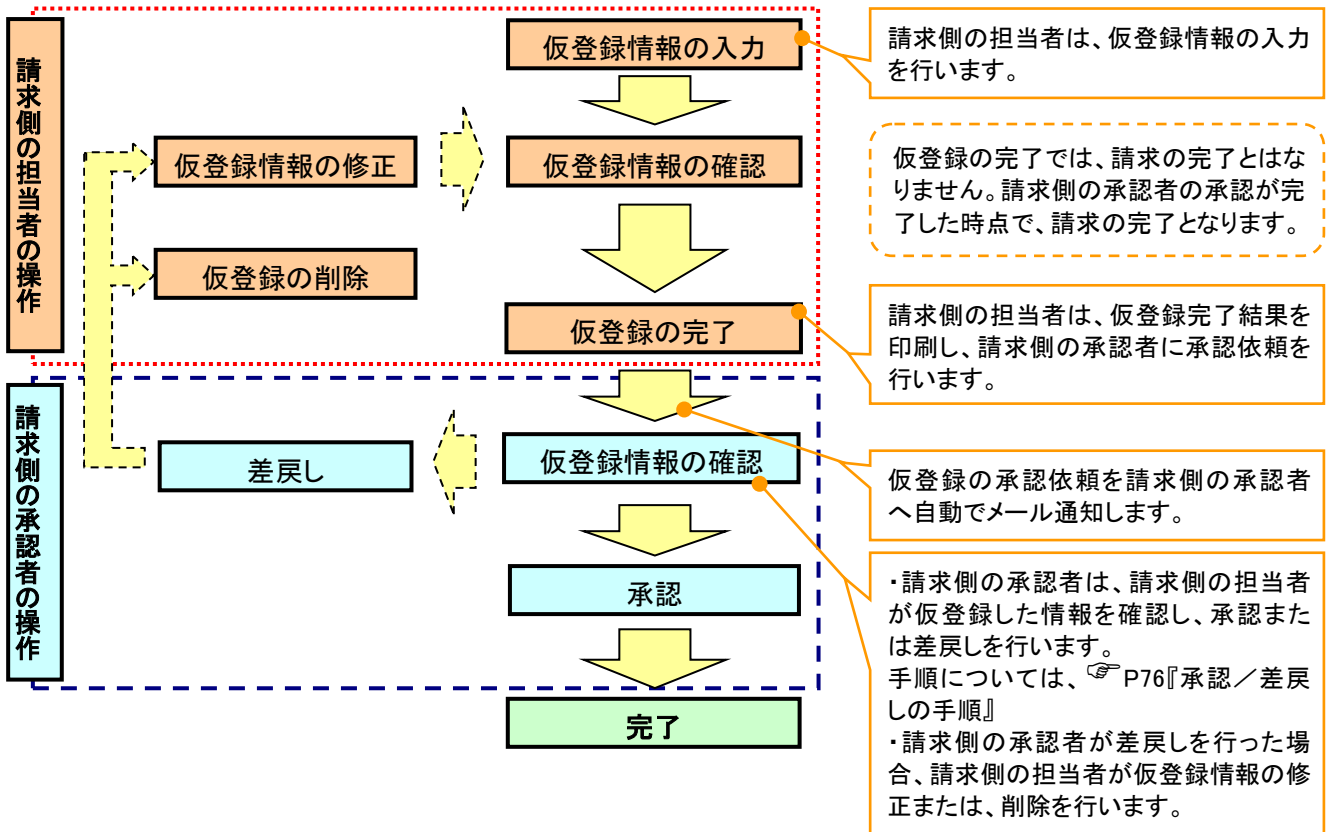 請求側の担当者の操作
仮登録情報の入力
仮登録情報の修正
仮登録情報の確認
仮登録の削除
仮登録の完了
請求側の担当者は、仮登録情報の入力
を行います。
仮登録の完了では、請求の完了とはな
りません。請求側の承認者の承認が完
了した時点で、請求の完了となります。
請求側の担当者は、仮登録完了結果を
印刷し、請求側の承認者に承認依頼を
行います。
請求側の承認者の操作
差戻し
仮登録情報の確認
承認
完了
仮登録の承認依頼を請求側の承認者
へ自動でメール通知します。
・請求側の承認者は、請求側の担当者
が仮登録した情報を確認し、承認また
は差戻しを行います。
手順については、☞P76『承認／差戻
しの手順』
・請求側の承認者が差戻しを行った場
合、請求側の担当者が仮登録情報の修
正または、削除を行います。